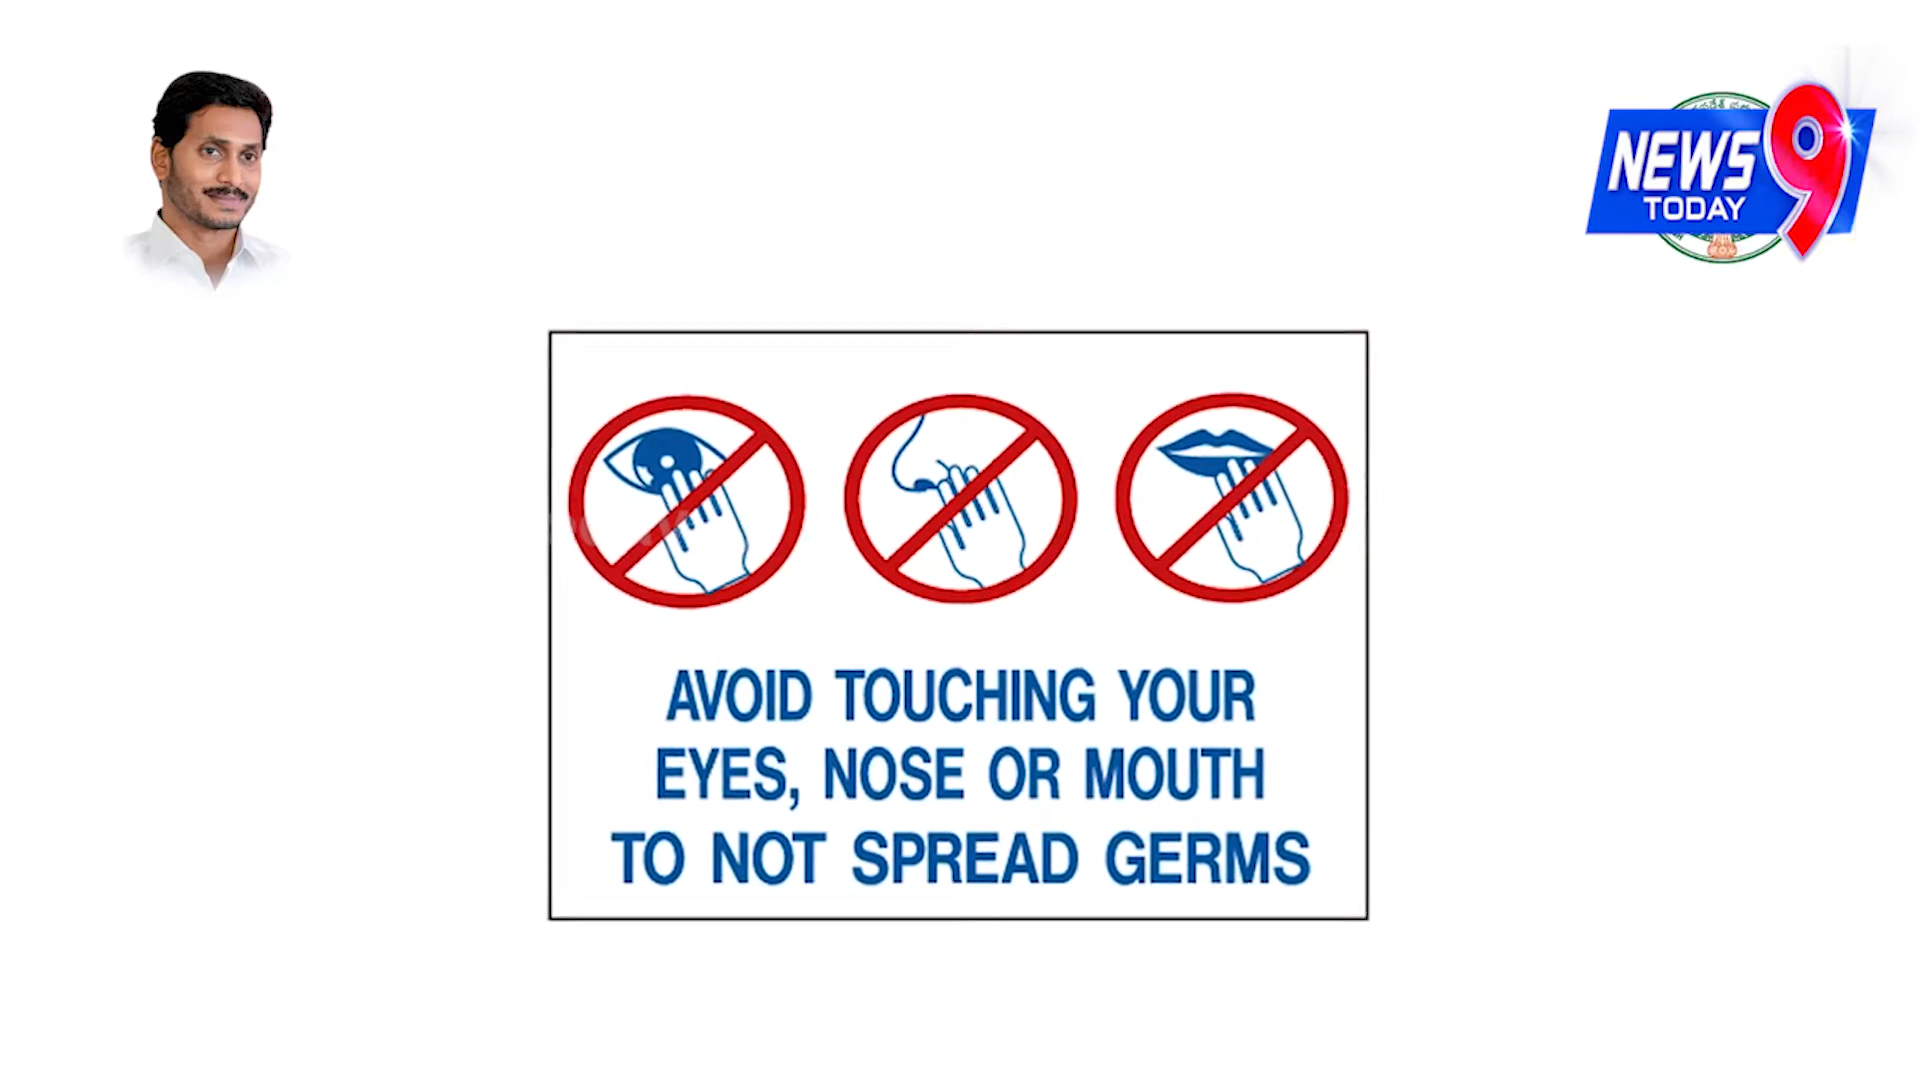 NEWS 9
TODAY
AVOID TOUCHING YOUR
EYES, NOSE OR MOUTH
TO NOT SPREAD GERMS